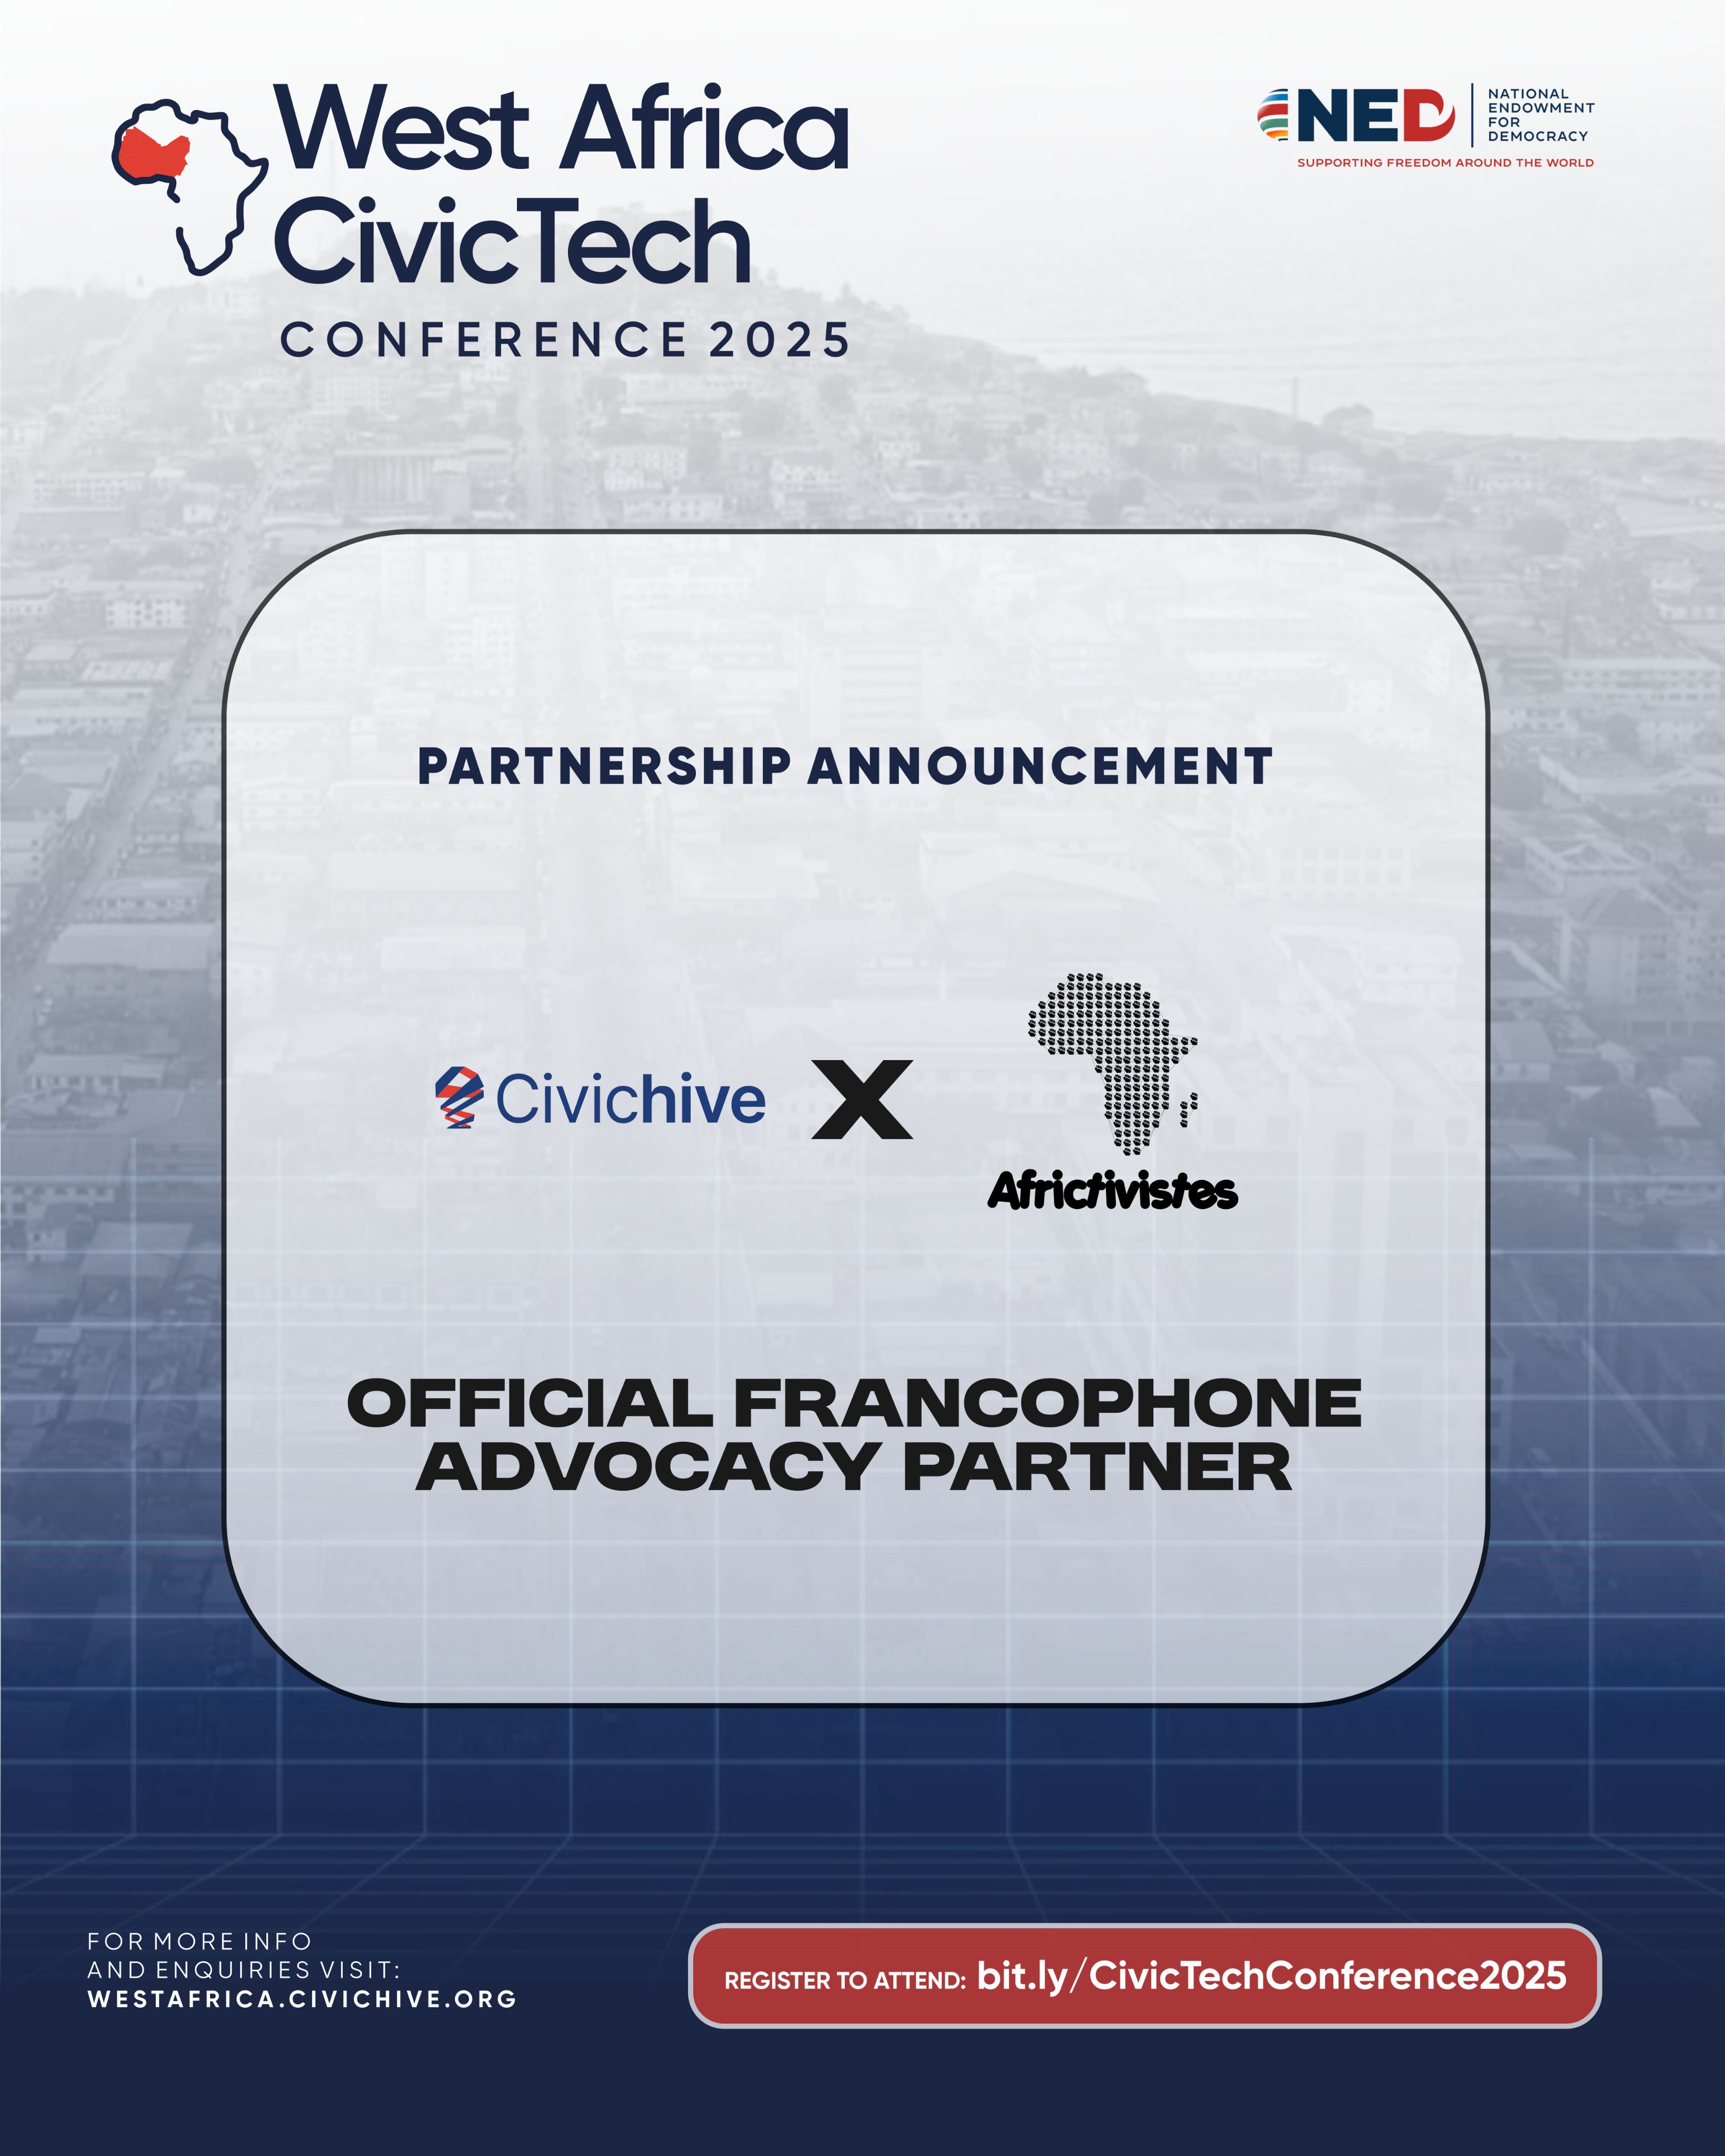 West Africa
CivicTech
CONFERENCE 2025
NED
NATIONAL
ENDOWMENT
FOR
DEMOCRACY
SUPPORTING FREEDOM AROUND THE WORLD
PARTNERSHIP ANNOUNCEMENT
Civichive X
Africtivistes
OFFICIAL FRANCOPHONE
ADVOCACY PARTNER
FOR MORE INFO
AND ENQUIRIES VISIT:
WESTAFRICA.CIVICHIVE.ORG
REGISTER TO ATTEND: bit.ly/CivicTechConference2025